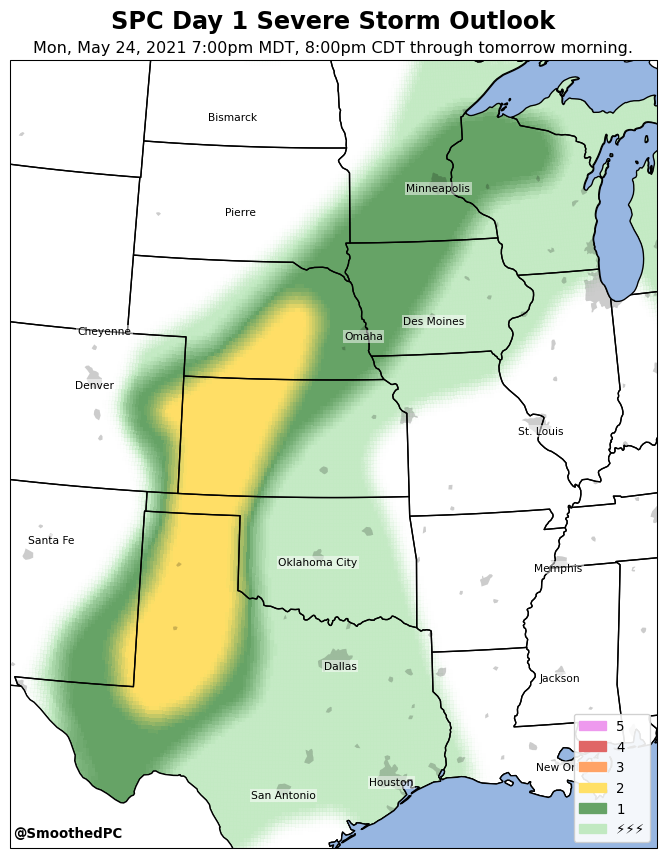 SPC Day 1 Severe Storm Outlook
Mon, May 24, 2021 7:00pm MDT, 8:00pm CDT through tomorrow morning.
Bismarck
Minneapolis
Pierre
Des Moines
Cheyenne
Omaha
Denver
St. Louis
Santa Fe
Oklahoma City
Memphis
Dallas
Jackson
New Or
Houston
San Antonio
5
4
3
2
1
⚡⚡⚡
@SmoothedPC